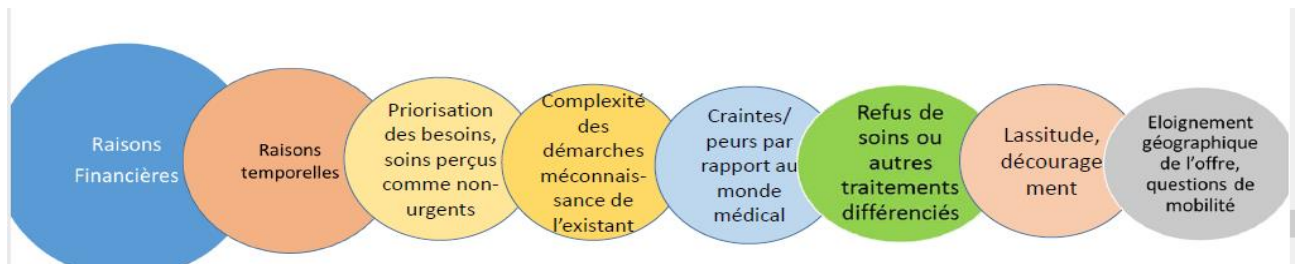 Raisons
Financières
Raisons
temporelles
Priorisation
des besoins,
soins perçus
comme non-
urgents
Complexité
des
démarches
méconnais-
sance de
l'existant
Craintes/
peurs par
rapport au
monde
médical
Refus de
soins ou
autres
traitements
différenciés
Lassitude,
décourage
ment
Eloignement
géographique
de l'offre,
questions de
mobilité